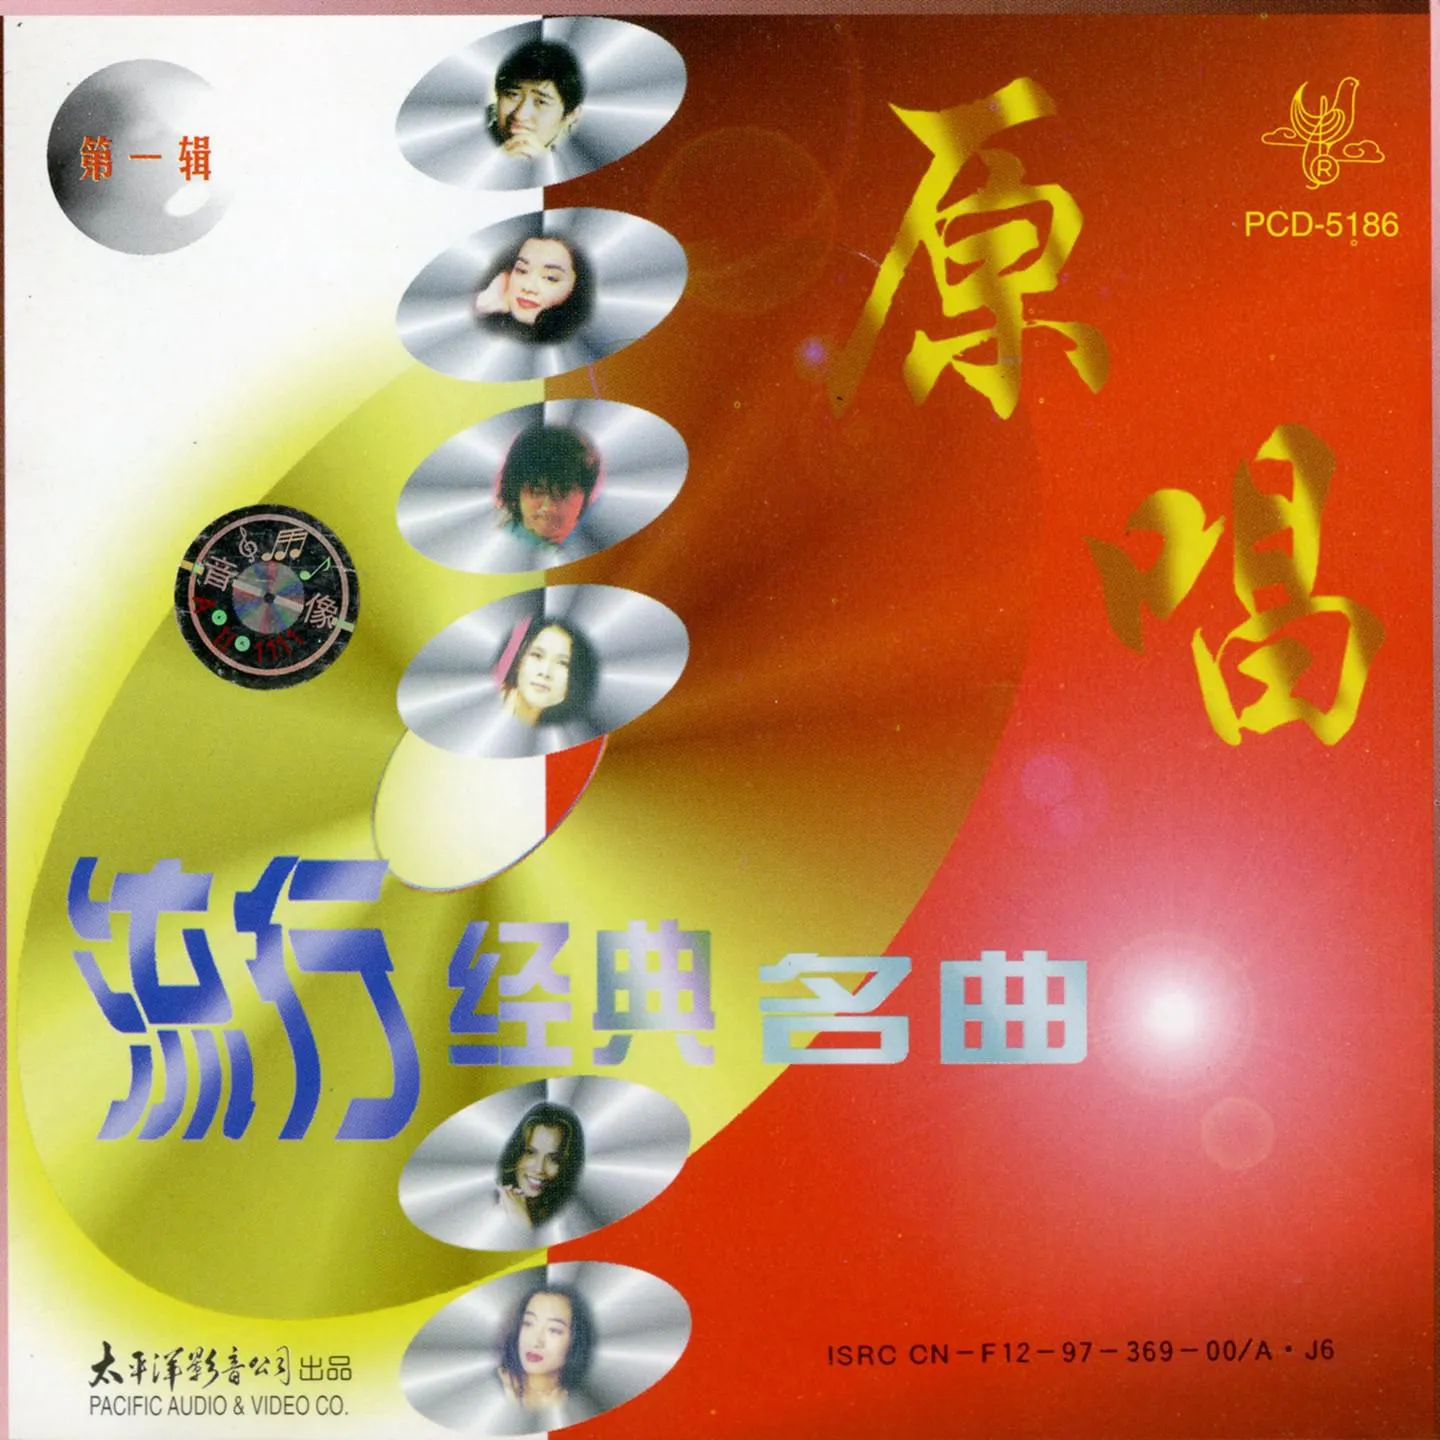 第一辑
原唱
PCD-5186
R
音像
流行经典名曲
太平洋影音公司出品
PACIFIC AUDIO & VIDEO CO.
ISRC CN-F12-97-369-00/A·J6